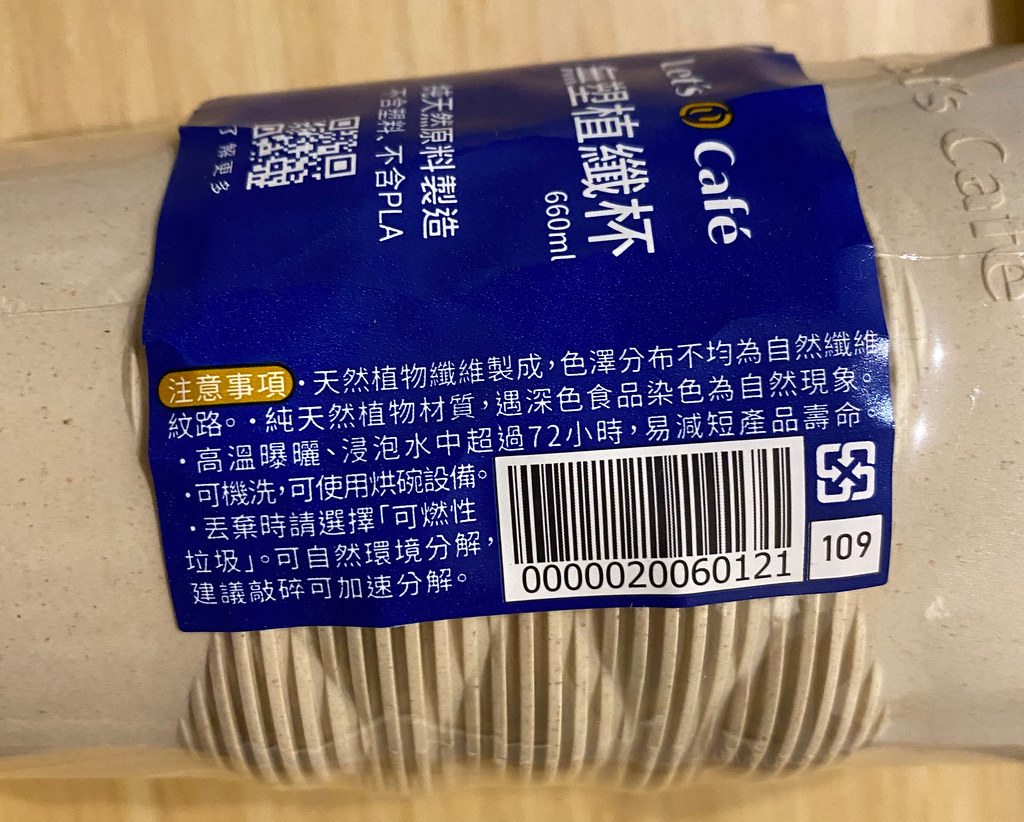 Let's Café
無塑植纖杯
660ml
純天然原料製造
不含塑料、不含PLA
了解更多
注意事項・天然植物纖維製成,色澤分布不均為自然纖維
紋路。・純天然植物材質,遇深色食品染色為自然現象。
・高溫曝曬、浸泡水中超過72小時,易減短產品壽命。
・可機洗,可使用烘碗設備。
・丟棄時請選擇「可燃性
垃圾」。可自然環境分解,
建議敲碎可加速分解。
0000020060121
109
Let's Café